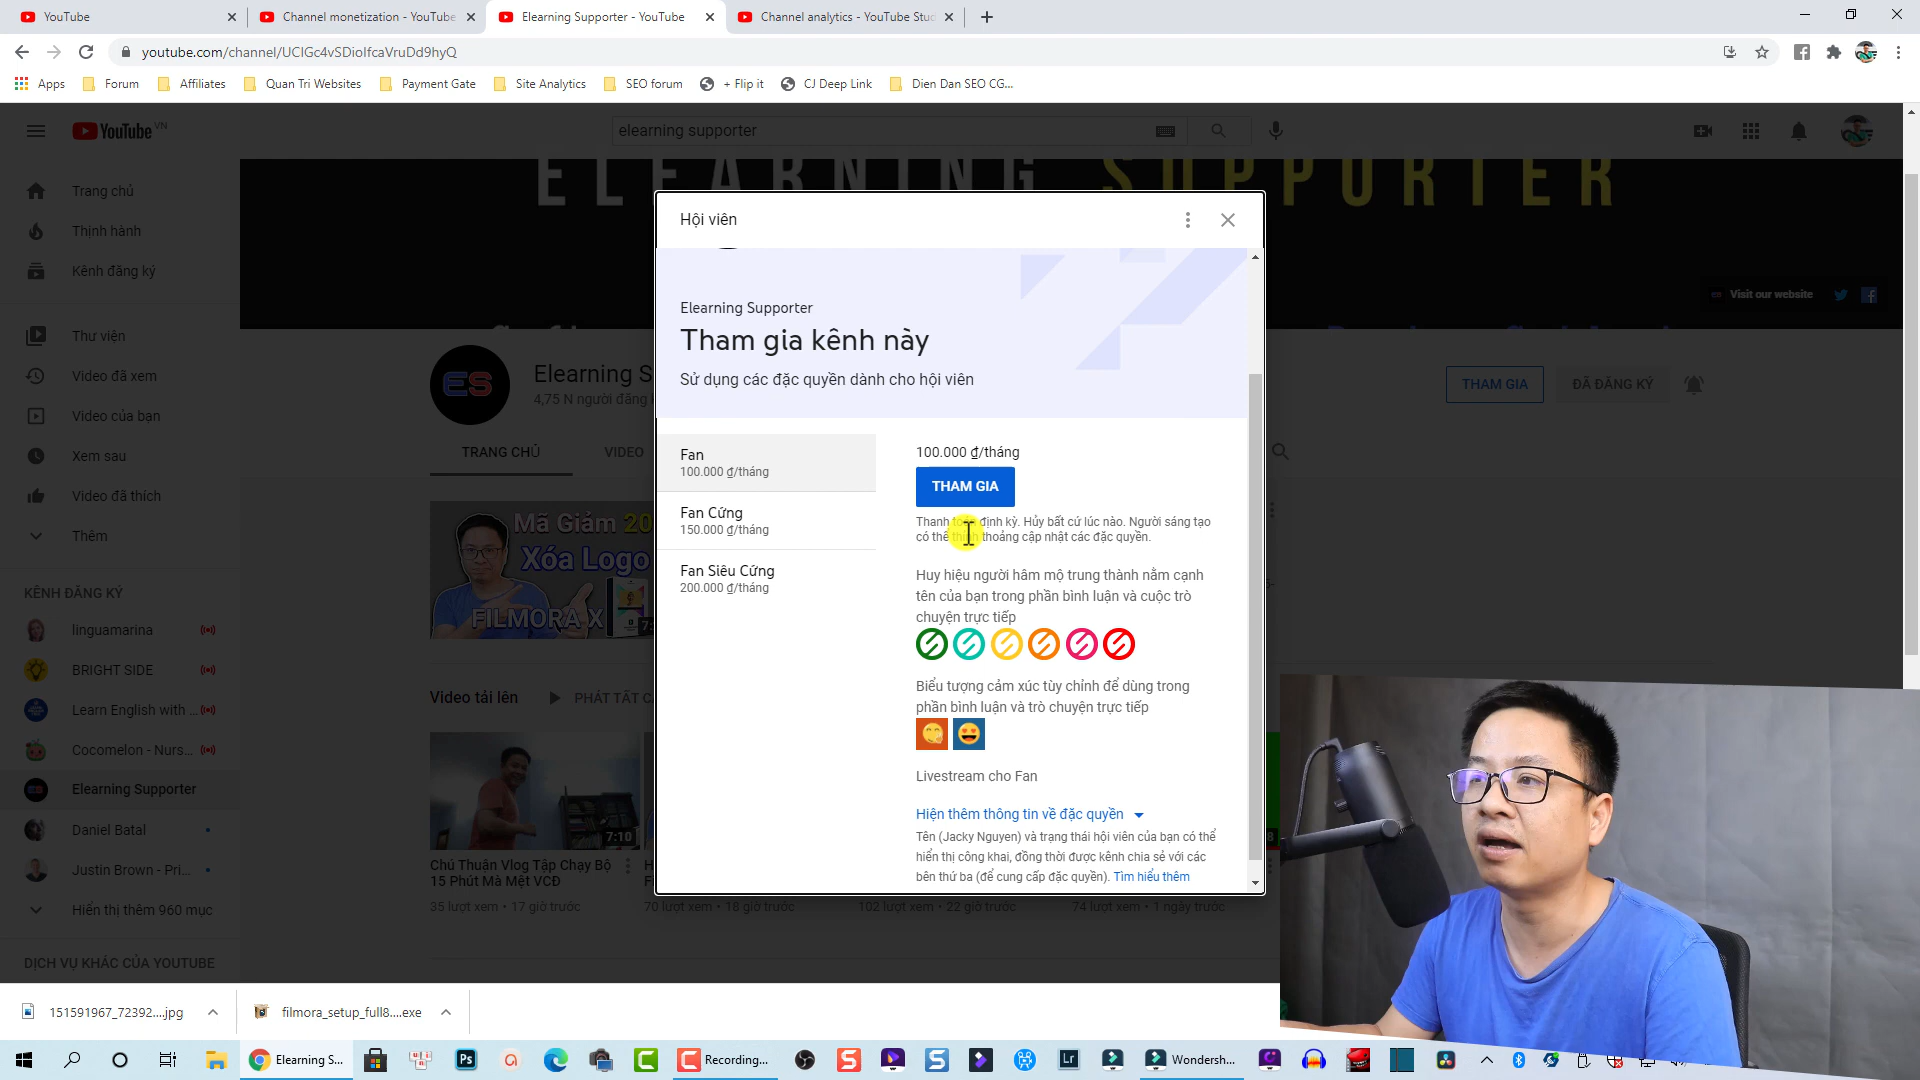 YouTube
Channel monetization - YouTube
Elearning Supporter - YouTube
Channel analytics - YouTube Stu
youtube.com/channel/UCIGc4vSDioIfcaVruDd9hyQ
Apps
Forum
Affiliates
Quan Tri Websites
Payment Gate
Site Analytics
SEO forum
+ Flip it
CJ Deep Link
Dien Dan SEO CG...
YouTube VN
elearning supporter
ELEARNING SUPPORTER
Visit our website
Trang chủ
Thịnh hành
Kênh đăng ký
Thư viện
Video đã xem
Video của bạn
Xem sau
Video đã thích
Thêm
KÊNH ĐĂNG KÝ
linguamarina
BRIGHT SIDE
Learn English with ...
Cocomelon - Nurs...
Elearning Supporter
Daniel Batal
Justin Brown - Pri...
Hiển thị thêm 960 mục
DỊCH VỤ KHÁC CỦA YOUTUBE
ES
Elearning S
4,75 N người đăng
THAM GIA
ĐÃ ĐĂNG KÝ
TRANG CHỦ
VIDEO
Mã Giảm 20
Xóa Logo
FILMORA X
Video tải lên
PHÁT TẤT C
7:10
Chú Thuận Vlog Tập Chạy Bộ
15 Phút Mà Mệt VCĐ
35 lượt xem • 17 giờ trước
70 lượt xem • 18 giờ trước
102 lượt xem • 22 giờ trước
74 lượt xem • 1 ngày trước
Hội viên
Elearning Supporter
Tham gia kênh này
Sử dụng các đặc quyền dành cho hội viên
Fan
100.000 ₫/tháng
Fan Cứng
150.000 ₫/tháng
Fan Siêu Cứng
200.000 ₫/tháng
100.000 ₫/tháng
THAM GIA
Thanh toán định kỳ. Hủy bất cứ lúc nào. Người sáng tạo
có thể thỉnh thoảng cập nhật các đặc quyền.
Huy hiệu người hâm mộ trung thành nằm cạnh
tên của bạn trong phần bình luận và cuộc trò
chuyện trực tiếp
Biểu tượng cảm xúc tùy chỉnh để dùng trong
phần bình luận và trò chuyện trực tiếp
Livestream cho Fan
Hiện thêm thông tin về đặc quyền
Tên (Jacky Nguyen) và trạng thái hội viên của bạn có thể
hiển thị công khai, đồng thời được kênh chia sẻ với các
bên thứ ba (để cung cấp đặc quyền). Tìm hiểu thêm
151591967_72392....jpg
filmora_setup_full8....exe
Elearning S...
Recording...
Wondersh...